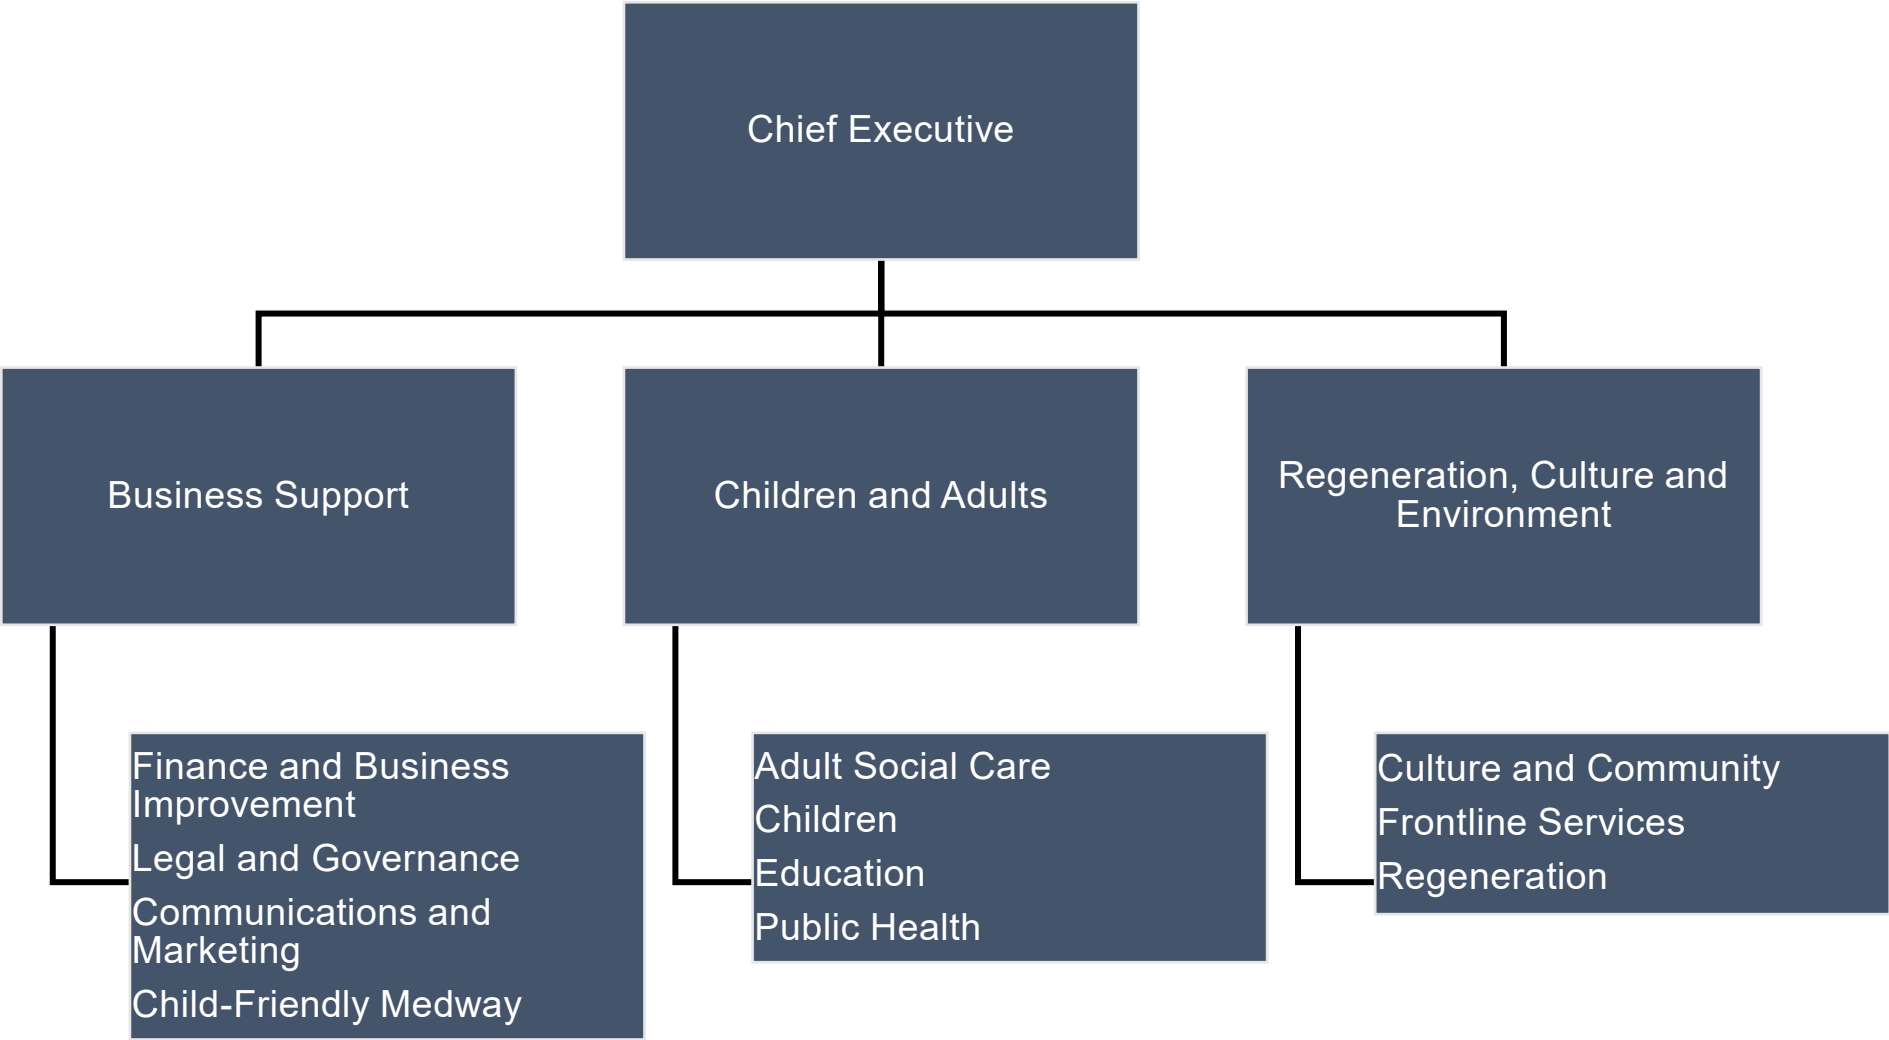 Chief Executive
Business Support
Children and Adults
Regeneration, Culture and
Environment
Finance and Business
Improvement
Legal and Governance
Communications and
Marketing
Child-Friendly Medway
Adult Social Care
Children
Education
Public Health
Culture and Community
Frontline Services
Regeneration